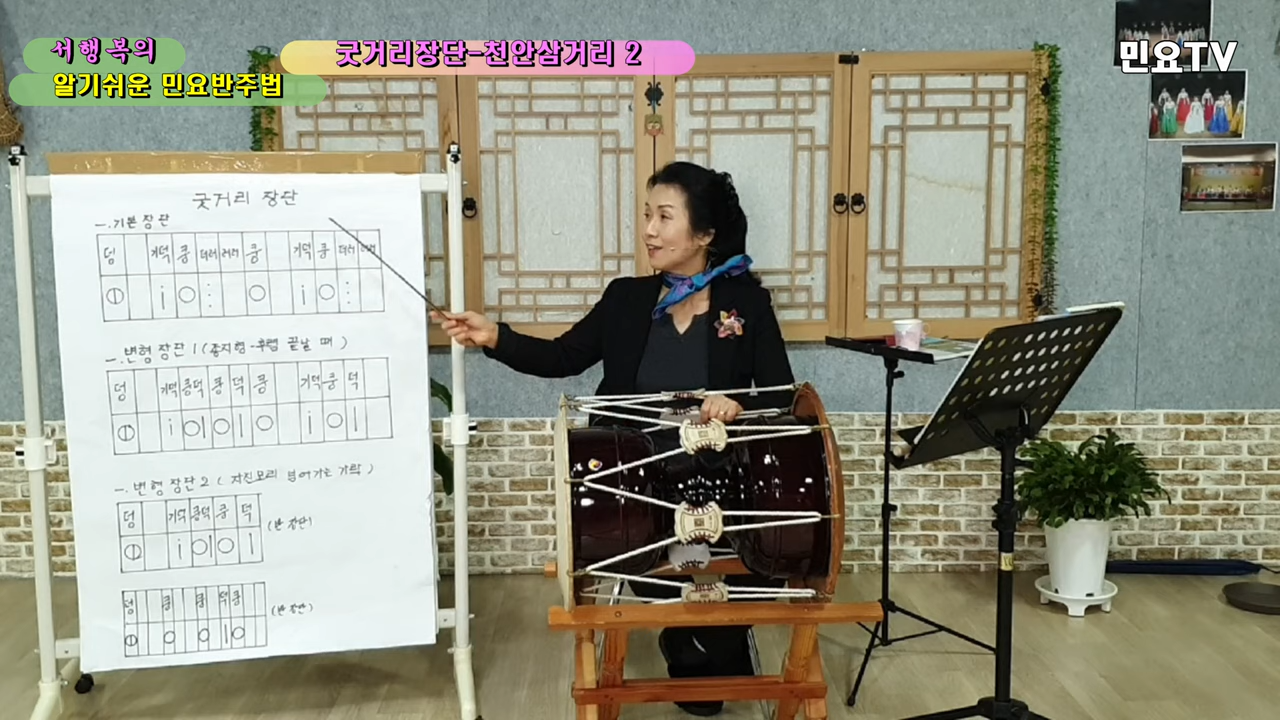 서행복의
알기쉬운 민요반주법
굿거리장단-천안삼거리 2
민요TV
굿거리 장단
一. 기본 장단
덩 기덕 쿵 더러 러러 쿵 기덕 쿵 더러 러러
一. 변형 장단 1 (종지형-후렴 끝날 때)
덩 기덕 쿵덕 쿵 덕 쿵 기덕 쿵 덕
一. 변형 장단 2 (자진모리 넘어가는 가락)
덩 기덕 쿵덕 쿵 덕
(반 장단)
덩 쿵 쿵 덕 쿵
(반 장단)